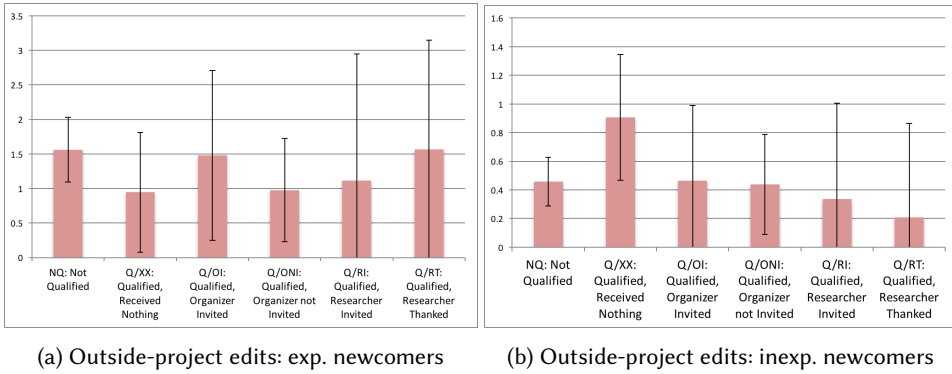 3.5
3
2.5
2
1.5
1
0.5
0
NQ: Not
Qualified
Q/XX:
Qualified,
Received
Nothing
Q/OI:
Qualified,
Organizer
Invited
Q/ONI:
Qualified,
Organizer not
Invited
Q/RI:
Qualified,
Researcher
Invited
Q/RT:
Qualified,
Researcher
Thanked
(a) Outside-project edits: exp. newcomers
1.6
1.4
1.2
1
0.8
0.6
0.4
0.2
0
NQ: Not
Qualified
Q/XX:
Qualified,
Received
Nothing
Q/OI:
Qualified,
Organizer
Invited
Q/ONI:
Qualified,
Organizer
not Invited
Q/RI:
Qualified,
Researcher
Invited
Q/RT:
Qualified,
Researcher
Thanked
(b) Outside-project edits: inexp. newcomers